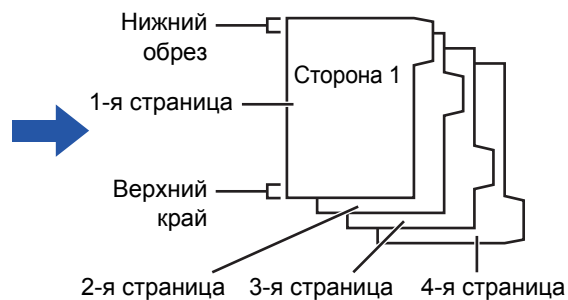 Нижний
обрез
Сторона 1
1-я страница
Верхний
край
2-я страница 3-я страница 4-я страница